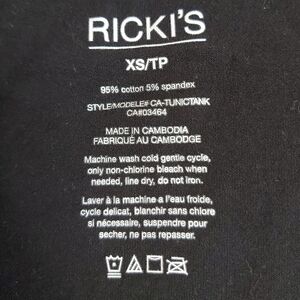 RICKI'S
XS/TP
95% cotton 5% spandex
STYLE/MODELE# CA-TUNICTANK
CA#03464
MADE IN CAMBODIA
FABRIQUÉ AU CAMBODGE
Machine wash cold gentle cycle,
only non-chlorine bleach when
needed, line dry, do not iron.
Laver à la machine a l'eau froide,
cycle delicat, blanchir sans chlore
si nécessaire, suspendre pour
secher, ne pas repasser.